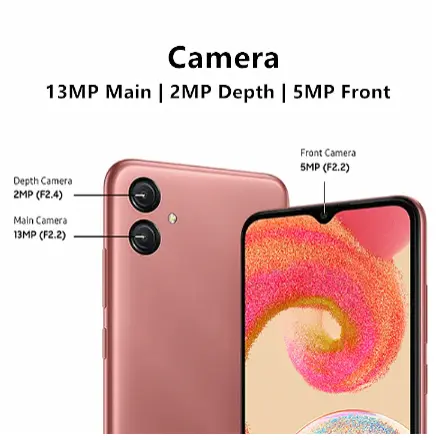 Camera
13MP Main | 2MP Depth | 5MP Front
Front Camera
5MP (F2.2)
Depth Camera
2MP (F2.4)
Main Camera
13MP (F2.2)